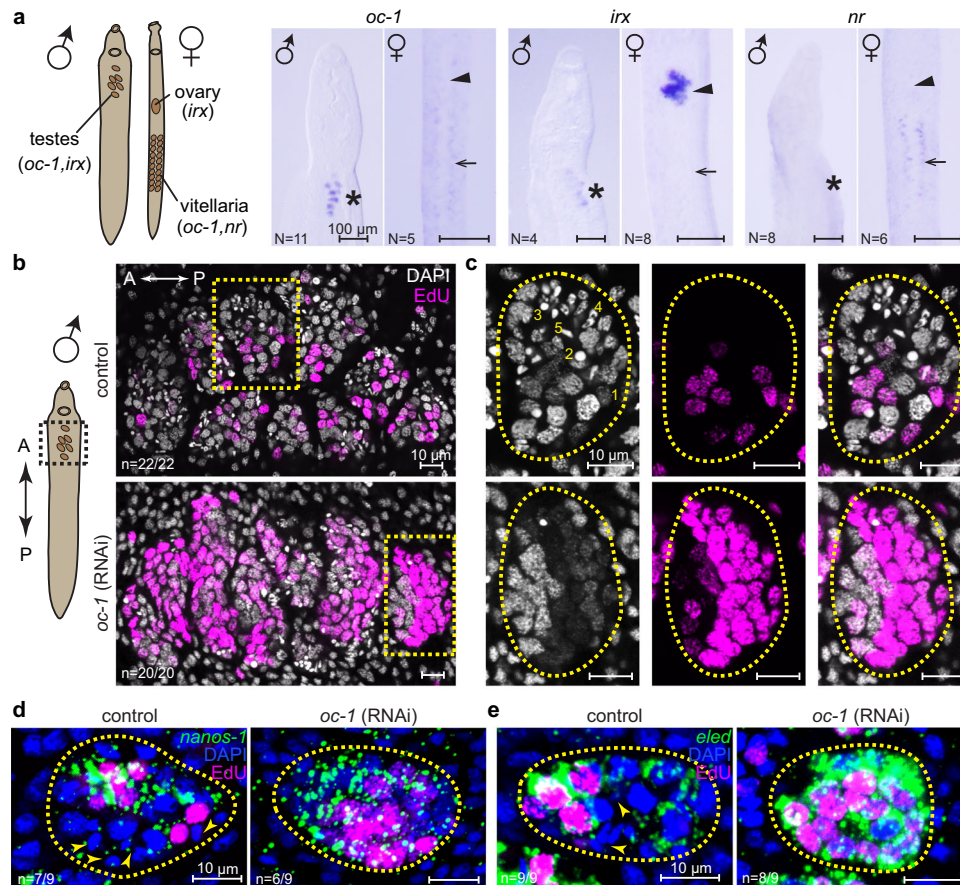 a
oc-1
irx
nr
♂
♀
♂
♀
♂
♀
♂
♀
ovary
(irx)
testes
(oc-1,irx)
vitellaria
(oc-1,nr)
*
*
*
100 µm
N=11
N=5
N=4
N=8
N=8
N=6
b
c
A
P
DAPI
EdU
control
n=22/22
10 µm
3
4
5
2
1
10 µm
♂
A
P
oc-1 (RNAi)
n=20/20
d
control
oc-1 (RNAi)
nanos-1
DAPI
EdU
n=7/9
10 µm
n=6/9
e
control
oc-1 (RNAi)
eled
DAPI
EdU
n=9/9
10 µm
n=8/9